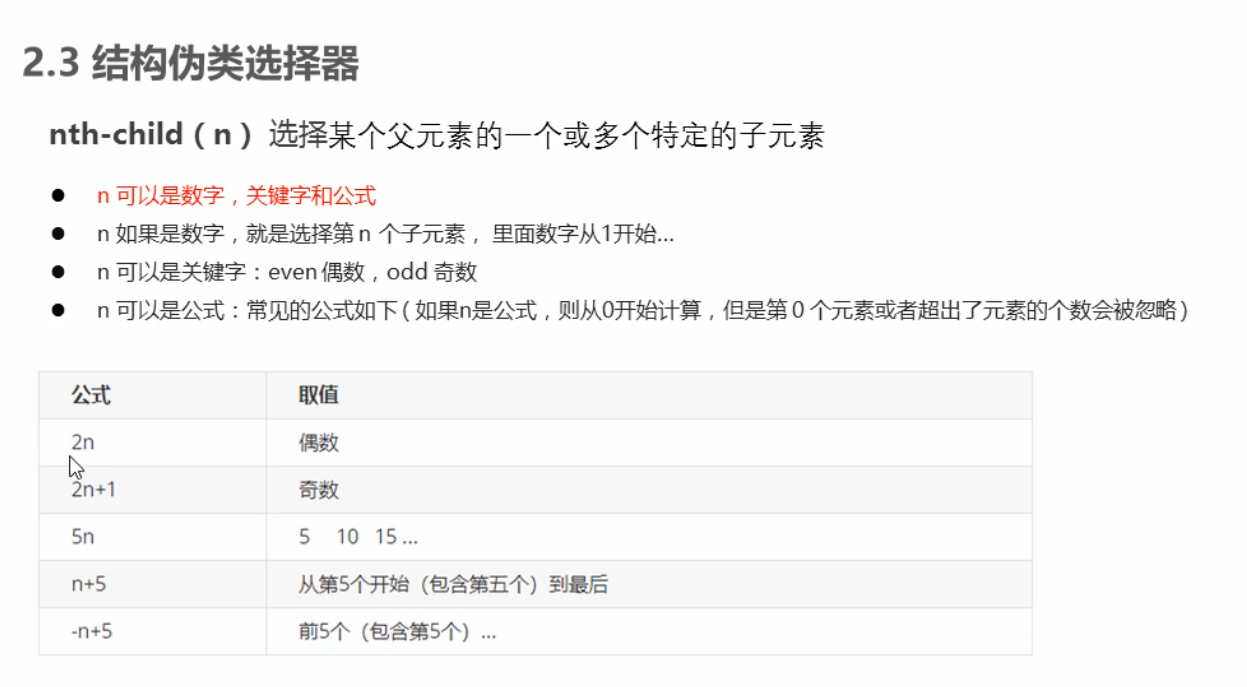 2.3 结构伪类选择器
nth-child（n）选择某个父元素的一个或多个特定的子元素
● n 可以是数字，关键字和公式
● n 如果是数字，就是选择第 n 个子元素， 里面数字从1开始...
● n 可以是关键字：even 偶数，odd 奇数
● n 可以是公式：常见的公式如下 ( 如果n是公式，则从0开始计算，但是第 0 个元素或者超出了元素的个数会被忽略 )
公式 取值
2n 偶数
2n+1 奇数
5n 5 10 15 ...
n+5 从第5个开始（包含第五个）到最后
-n+5 前5个（包含第5个）...